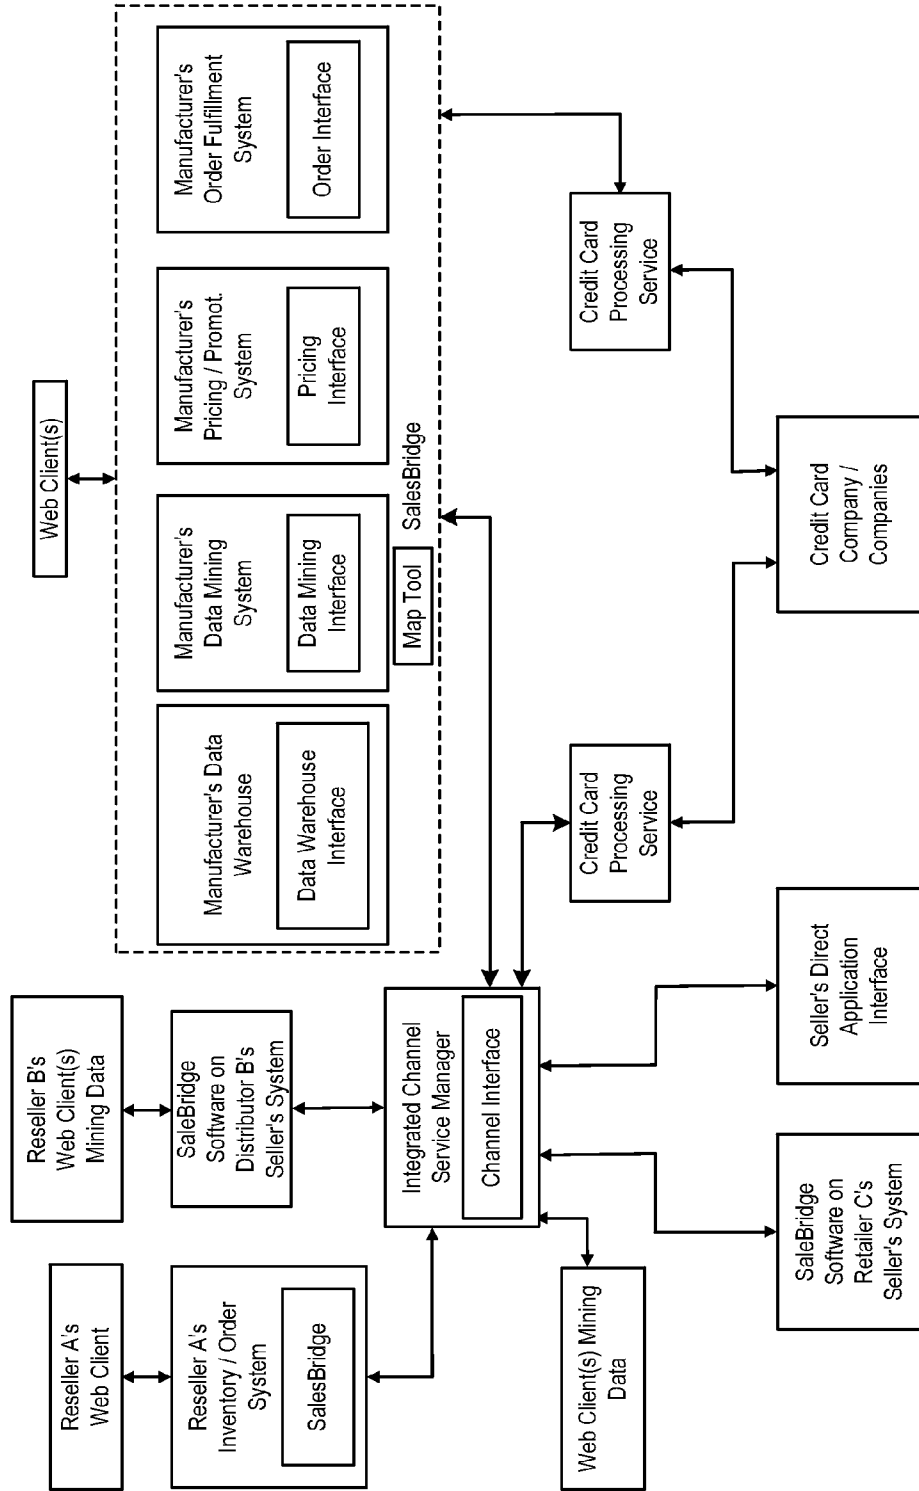 Web Client(s)
Manufacturer's Data
Warehouse
Data Warehouse
Interface
Manufacturer's
Data Mining
System
Data Mining
Interface
Manufacturer's
Pricing / Promot.
System
Pricing
Interface
Manufacturer's
Order Fulfillment
System
Order Interface
Map Tool
SalesBridge
Reseller A's
Web Client
Reseller A's
Inventory / Order
System
SalesBridge
Reseller B's
Web Client(s)
Mining Data
SaleBridge
Software on
Distributor B's
Seller's System
Integrated Channel
Service Manager
Channel Interface
Web Client(s) Mining
Data
Credit Card
Processing
Service
Credit Card
Processing
Service
SaleBridge
Software on
Retailer C's
Seller's System
Seller's Direct
Application
Interface
Credit Card
Company /
Companies